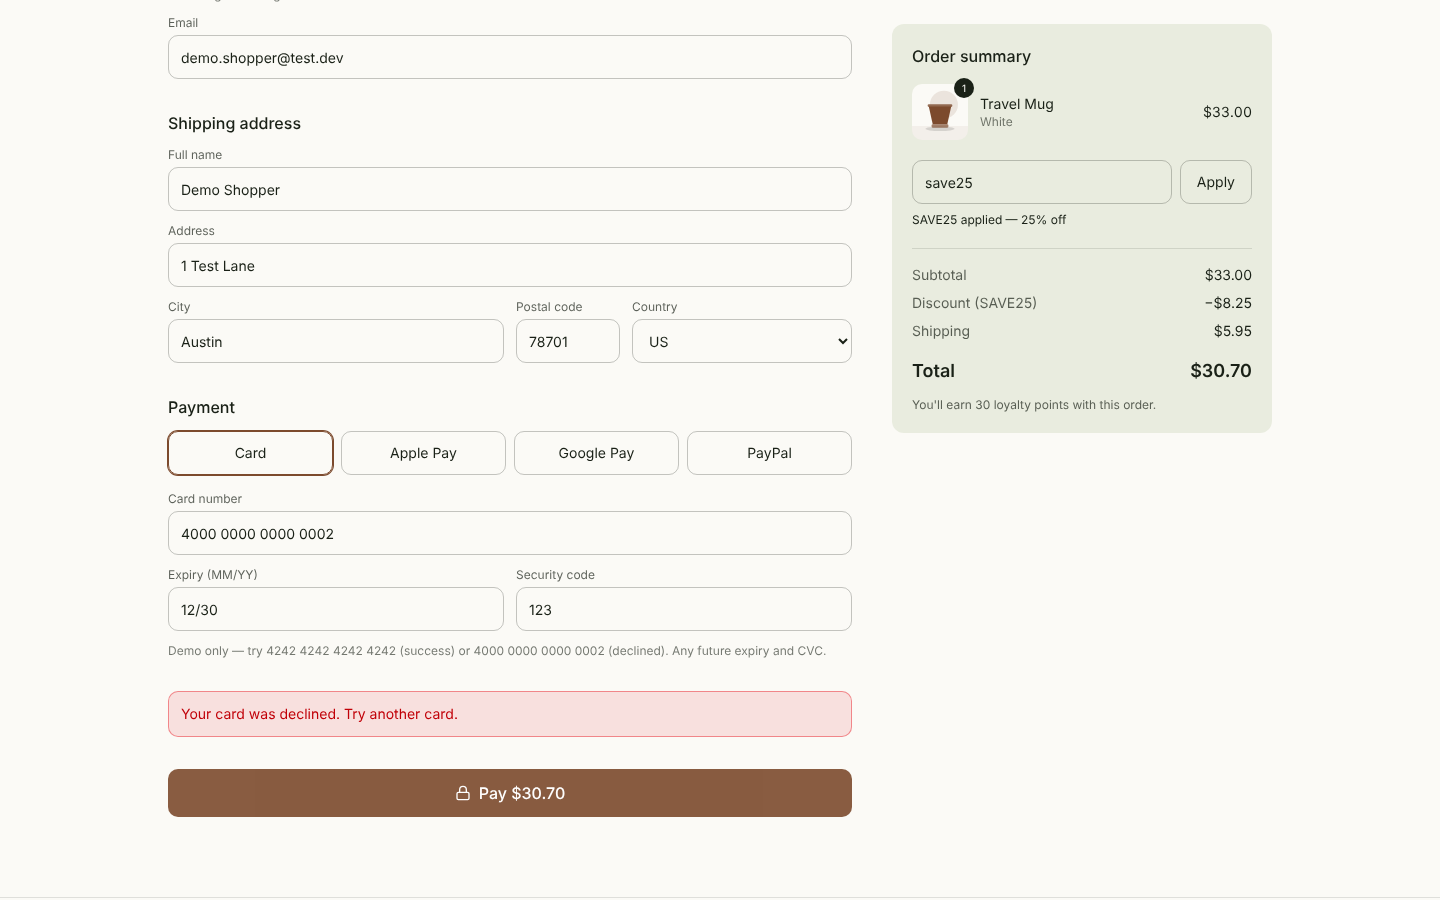 Email
demo.shopper@test.dev
Shipping address
Full name
Demo Shopper
Address
1 Test Lane
City
Postal code
Country
Austin
78701
US
Payment
Card
Apple Pay
Google Pay
PayPal
Card number
4000 0000 0000 0002
Expiry (MM/YY)
Security code
12/30
123
Demo only — try 4242 4242 4242 4242 (success) or 4000 0000 0000 0002 (declined). Any future expiry and CVC.
Your card was declined. Try another card.
Pay $30.70
Order summary
1
Travel Mug
White
$33.00
save25
Apply
SAVE25 applied — 25% off
Subtotal
$33.00
Discount (SAVE25)
−$8.25
Shipping
$5.95
Total
$30.70
You'll earn 30 loyalty points with this order.